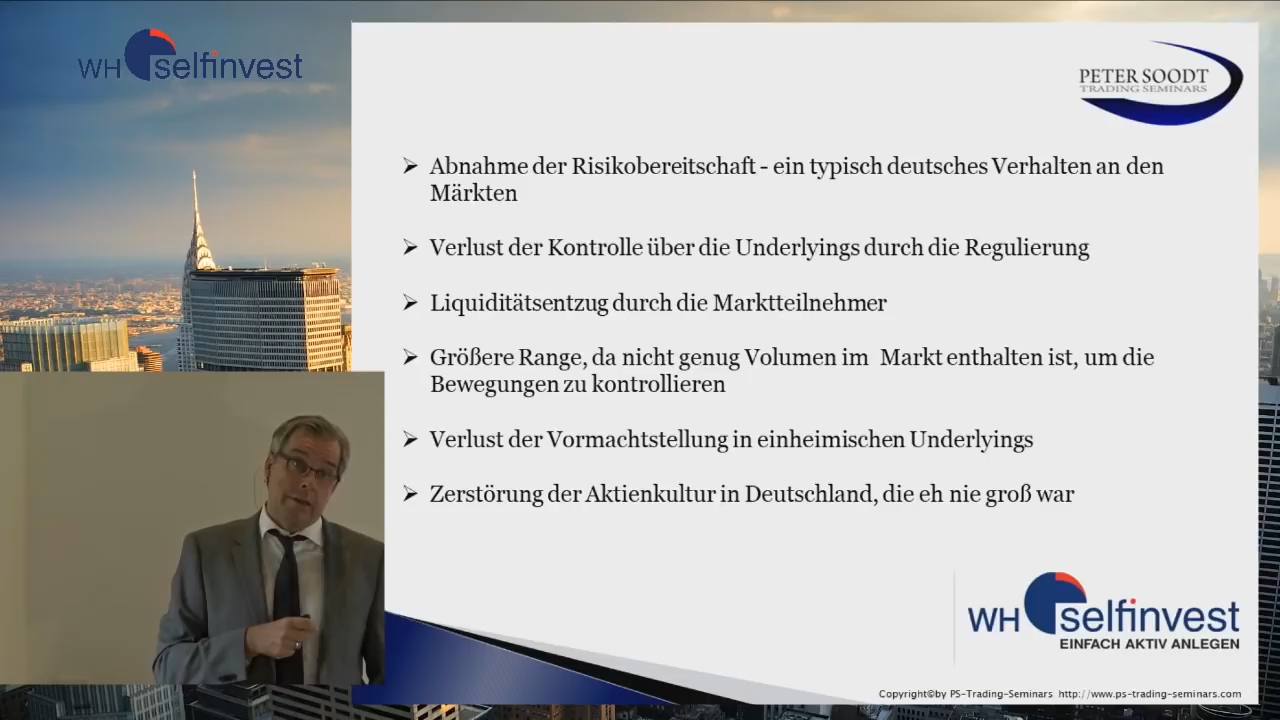 WH selfinvest
PETER SOODT
TRADING SEMINARS
➢ Abnahme der Risikobereitschaft - ein typisch deutsches Verhalten an den
Märkten
➢ Verlust der Kontrolle über die Underlyings durch die Regulierung
➢ Liquiditätsentzug durch die Marktteilnehmer
➢ Größere Range, da nicht genug Volumen im Markt enthalten ist, um die
Bewegungen zu kontrollieren
➢ Verlust der Vormachtstellung in einheimischen Underlyings
➢ Zerstörung der Aktienkultur in Deutschland, die eh nie groß war
WH selfinvest
EINFACH AKTIV ANLEGEN
Copyright©by PS-Trading-Seminars http://www.ps-trading-seminars.com